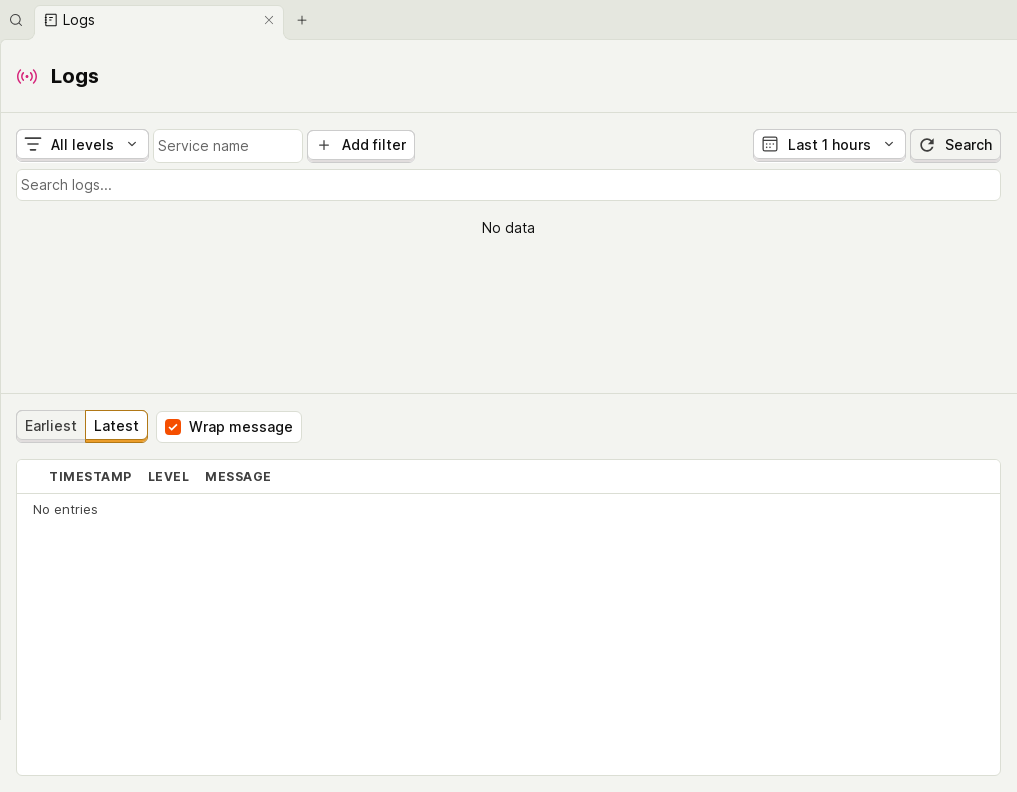 Logs
Logs
All levels
Service name
Add filter
Last 1 hours
Search
Search logs...
No data
Earliest
Latest
Wrap message
TIMESTAMP LEVEL MESSAGE
No entries